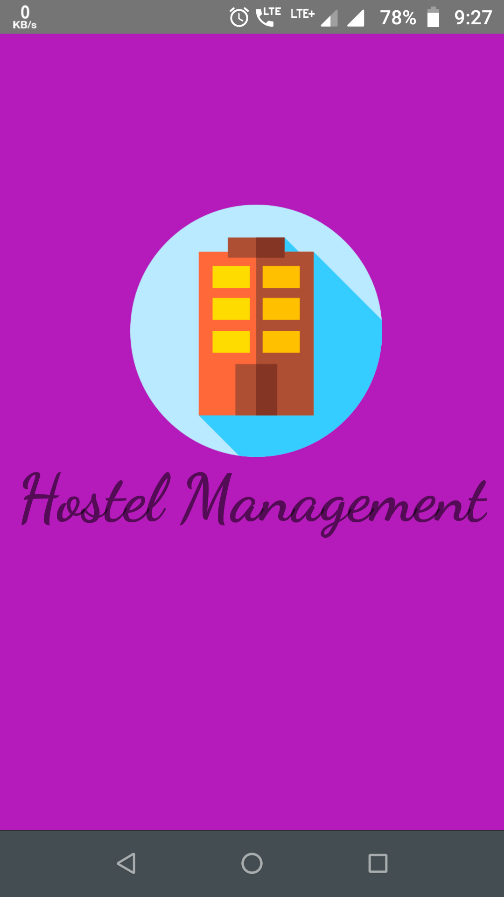 0
KB/s
LTE
LTE+
78%
9:27
Hostel Management